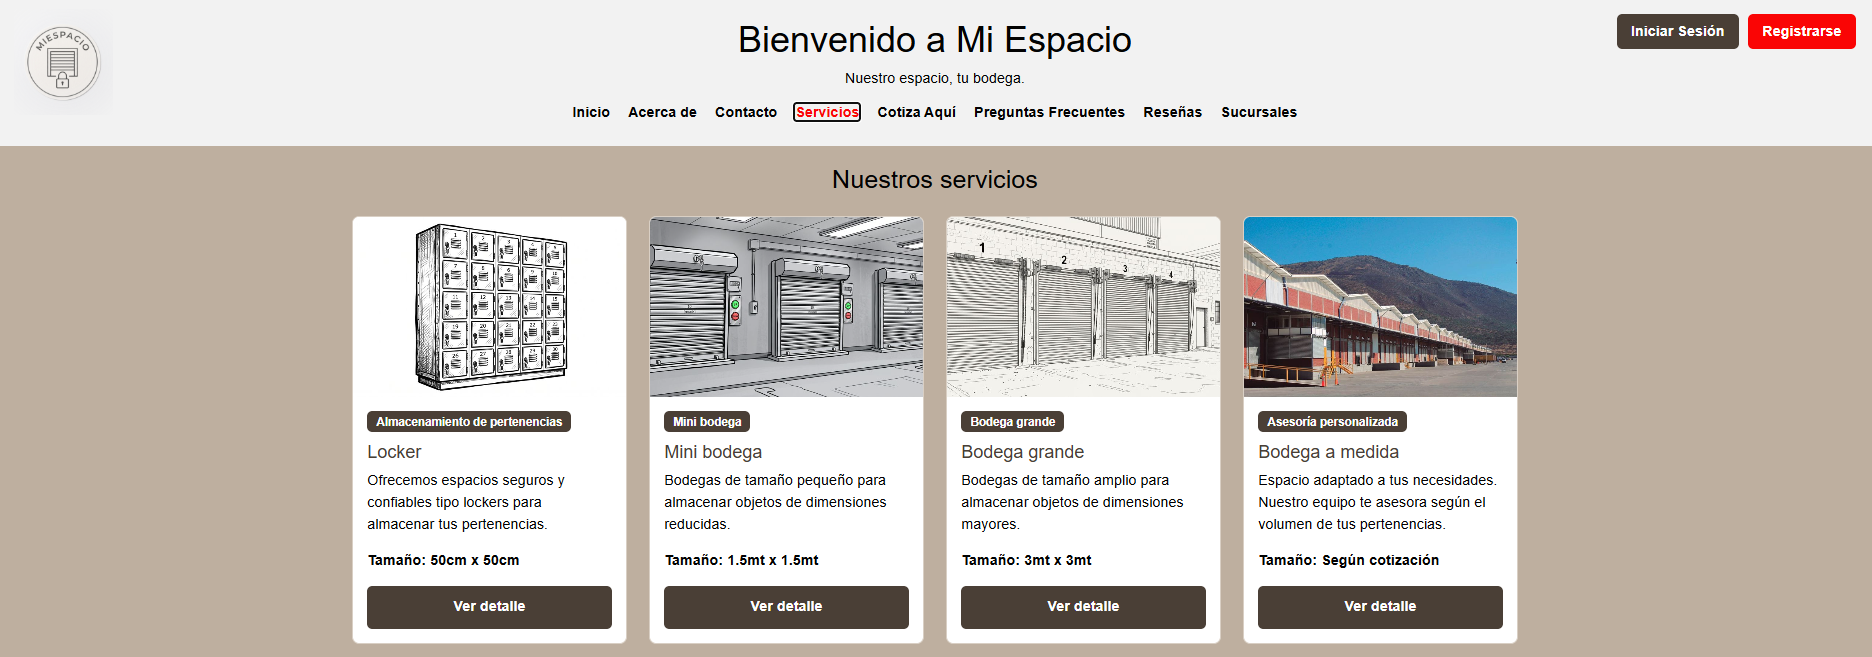 MIESPACIO
Bienvenido a Mi Espacio
Nuestro espacio, tu bodega.
Iniciar Sesión
Registrarse
Inicio Acerca de Contacto Servicios Cotiza Aquí Preguntas Frecuentes Reseñas Sucursales
Nuestros servicios
1 2 3 4
Almacenamiento de pertenencias
Locker
Ofrecemos espacios seguros y
confiables tipo lockers para
almacenar tus pertenencias.
Tamaño: 50cm x 50cm
Ver detalle
Mini bodega
Mini bodega
Bodegas de tamaño pequeño para
almacenar objetos de dimensiones
reducidas.
Tamaño: 1.5mt x 1.5mt
Ver detalle
Bodega grande
Bodega grande
Bodegas de tamaño amplio para
almacenar objetos de dimensiones
mayores.
Tamaño: 3mt x 3mt
Ver detalle
Asesoría personalizada
Bodega a medida
Espacio adaptado a tus necesidades.
Nuestro equipo te asesora según el
volumen de tus pertenencias.
Tamaño: Según cotización
Ver detalle